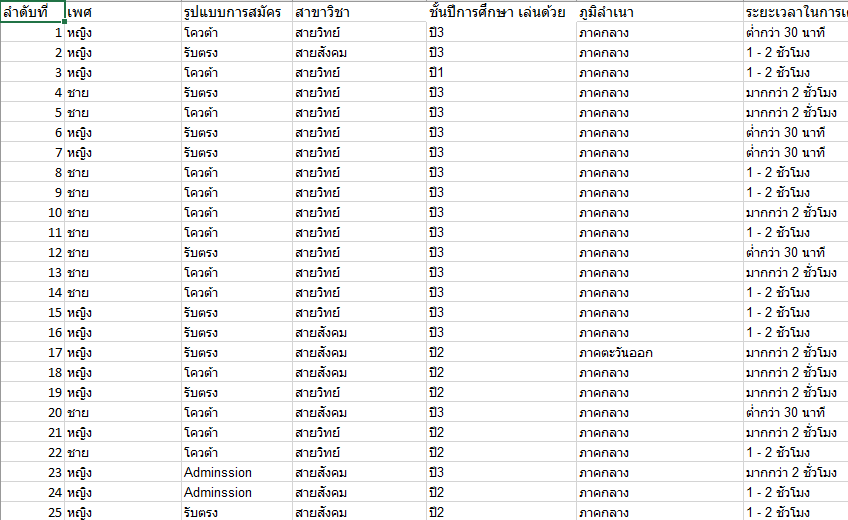 ลำดับที่ เพศ รูปแบบการสมัคร สาขาวิชา ชั้นปีการศึกษา เล่นด้วย ภูมิลำเนา ระยะเวลาในการเ
1 หญิง โควต้า สายวิทย์ ปี3 ภาคกลาง ต่ำกว่า 30 นาที
2 หญิง รับตรง สายสังคม ปี3 ภาคกลาง 1 - 2 ชัวโมง
3 หญิง โควต้า สายวิทย์ ปี1 ภาคกลาง 1 - 2 ชัวโมง
4 ชาย รับตรง สายวิทย์ ปี3 ภาคกลาง มากกว่า 2 ชั่วโมง
5 ชาย โควต้า สายวิทย์ ปี3 ภาคกลาง มากกว่า 2 ชั่วโมง
6 หญิง รับตรง สายวิทย์ ปี3 ภาคกลาง ต่ำกว่า 30 นาที
7 หญิง รับตรง สายวิทย์ ปี3 ภาคกลาง ต่ำกว่า 30 นาที
8 ชาย โควต้า สายวิทย์ ปี3 ภาคกลาง 1 - 2 ชัวโมง
9 ชาย โควต้า สายวิทย์ ปี3 ภาคกลาง 1 - 2 ชัวโมง
10 ชาย โควต้า สายวิทย์ ปี3 ภาคกลาง มากกว่า 2 ชั่วโมง
11 ชาย โควต้า สายวิทย์ ปี3 ภาคกลาง 1 - 2 ชัวโมง
12 ชาย รับตรง สายวิทย์ ปี3 ภาคกลาง ต่ำกว่า 30 นาที
13 ชาย โควต้า สายวิทย์ ปี3 ภาคกลาง มากกว่า 2 ชั่วโมง
14 ชาย โควต้า สายวิทย์ ปี3 ภาคกลาง 1 - 2 ชัวโมง
15 หญิง รับตรง สายวิทย์ ปี3 ภาคกลาง 1 - 2 ชัวโมง
16 หญิง รับตรง สายสังคม ปี3 ภาคกลาง 1 - 2 ชัวโมง
17 หญิง รับตรง สายสังคม ปี2 ภาคตะวันออก มากกว่า 2 ชั่วโมง
18 หญิง โควต้า สายสังคม ปี2 ภาคกลาง มากกว่า 2 ชั่วโมง
19 หญิง รับตรง สายวิทย์ ปี2 ภาคกลาง มากกว่า 2 ชั่วโมง
20 ชาย โควต้า สายสังคม ปี3 ภาคกลาง ต่ำกว่า 30 นาที
21 หญิง โควต้า สายวิทย์ ปี2 ภาคกลาง มากกว่า 2 ชั่วโมง
22 ชาย โควต้า สายวิทย์ ปี2 ภาคกลาง 1 - 2 ชัวโมง
23 หญิง Adminssion สายสังคม ปี3 ภาคกลาง มากกว่า 2 ชั่วโมง
24 หญิง Adminssion สายสังคม ปี2 ภาคกลาง 1 - 2 ชัวโมง
25 หญิง รับตรง สายสังคม ปี2 ภาคกลาง 1 - 2 ชัวโมง